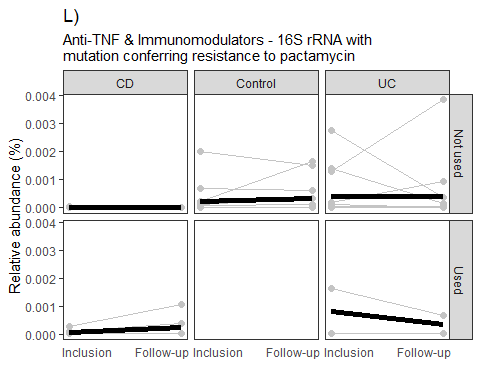 L)
Anti-TNF & Immunomodulators - 16S rRNA with
mutation conferring resistance to pactamycin
CD Control UC
Relative abundance (%)
0.004
0.003
0.002
0.001
0.000
Not used
0.004
0.003
0.002
0.001
0.000
Used
Inclusion Follow-up Inclusion Follow-up Inclusion Follow-up